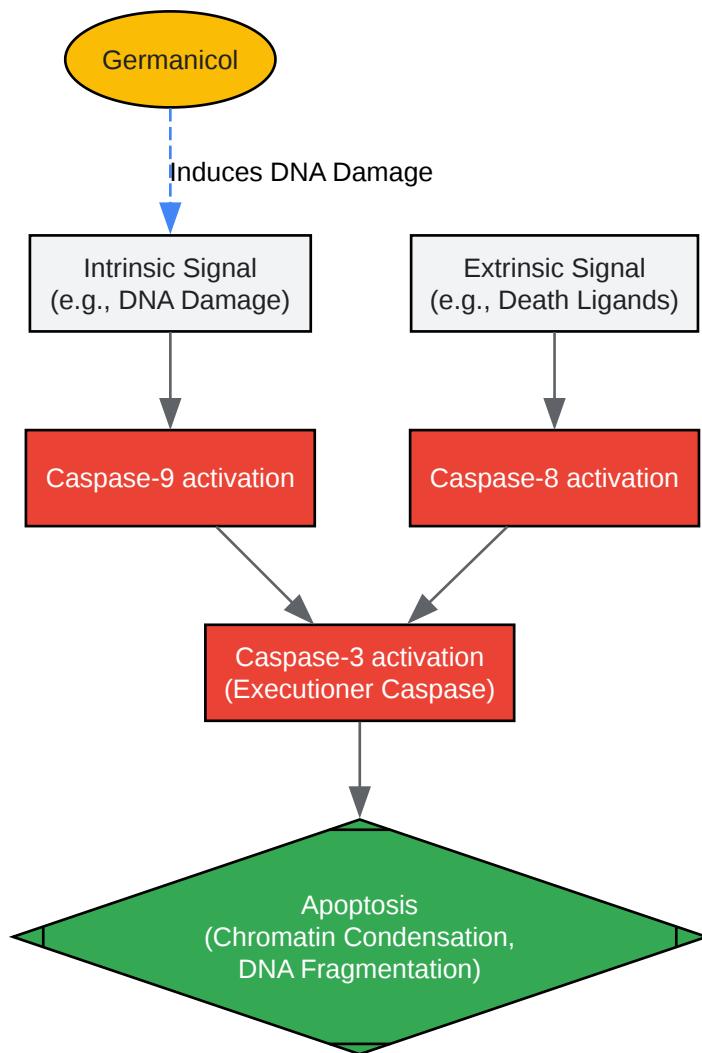 Germanicol
Induces DNA Damage
Intrinsic Signal
(e.g., DNA Damage)
Extrinsic Signal
(e.g., Death Ligands)
Caspase-9 activation
Caspase-8 activation
Caspase-3 activation
(Executioner Caspase)
Apoptosis
(Chromatin Condensation,
DNA Fragmentation)